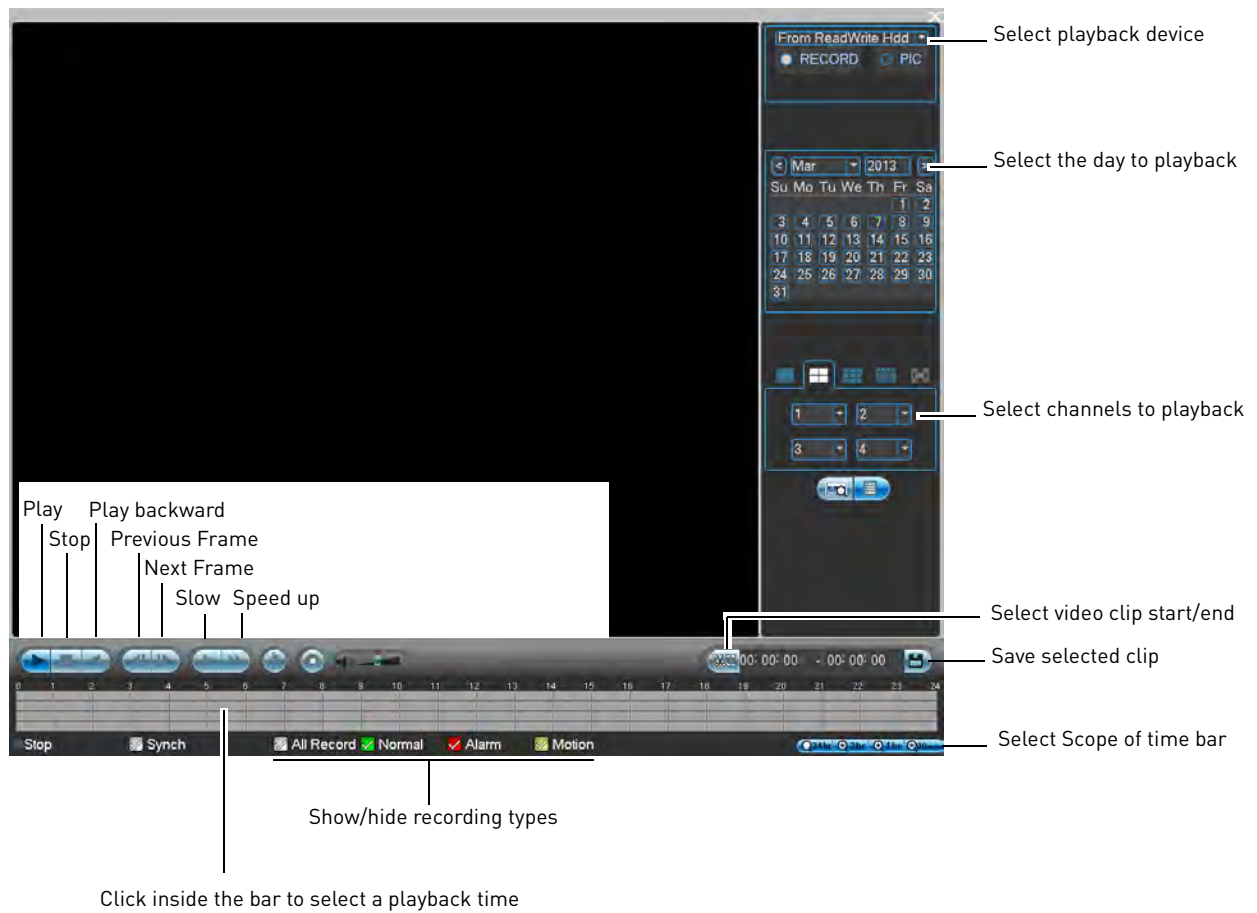 Select playback device
From ReadWrite Hdd
RECORD PIC
Select the day to playback
< Mar 2013 >
Su Mo Tu We Th Fr Sa
1 2
3 4 5 6 7 8 9
10 11 12 13 14 15 16
17 18 19 20 21 22 23
24 25 26 27 28 29 30
31
Select channels to playback
1 2
3 4
Play Play backward
Stop Previous Frame
Next Frame
Slow Speed up
Select video clip start/end
00: 00: 00 - 00: 00: 00
Save selected clip
0 1 2 3 4 5 6 7 8 9 10 11 12 13 14 15 16 17 18 19 20 21 22 23 24
Stop Synch All Record Normal Alarm Motion
24hr 2hr 1hr
Select Scope of time bar
Show/hide recording types
Click inside the bar to select a playback time